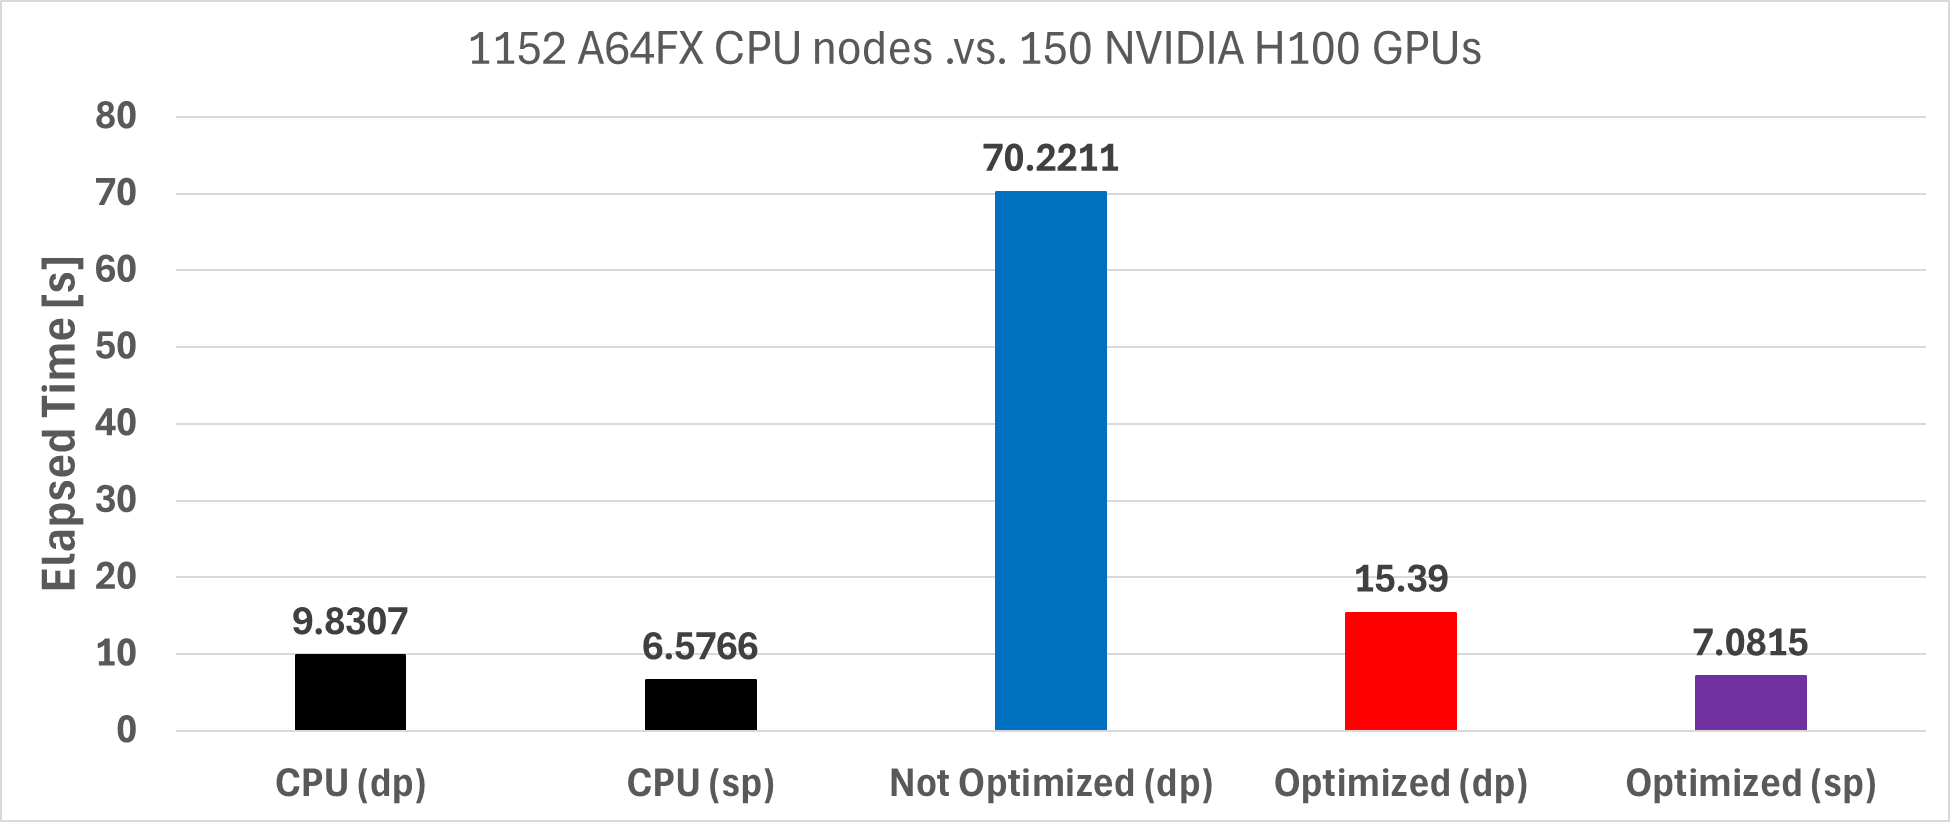 1152 A64FX CPU nodes .vs. 150 NVIDIA H100 GPUs
Elapsed Time [s]
80
70
60
50
40
30
20
10
0
9.8307
6.5766
70.2211
15.39
7.0815
CPU (dp)
CPU (sp)
Not Optimized (dp)
Optimized (dp)
Optimized (sp)